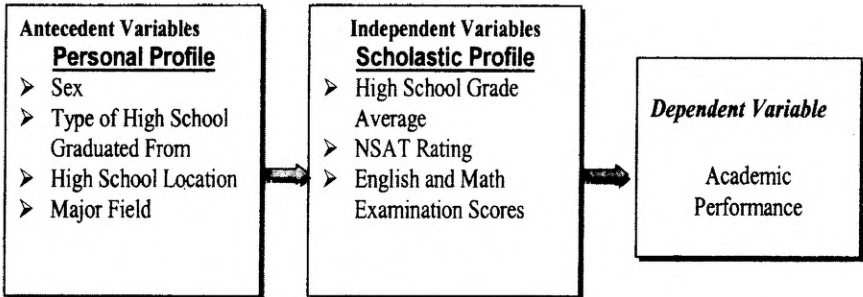 Antecedent Variables
Personal Profile
➢ Sex
➢ Type of High School
Graduated From
➢ High School Location
➢ Major Field
Independent Variables
Scholastic Profile
➢ High School Grade
Average
➢ NSAT Rating
➢ English and Math
Examination Scores
Dependent Variable
Academic
Performance